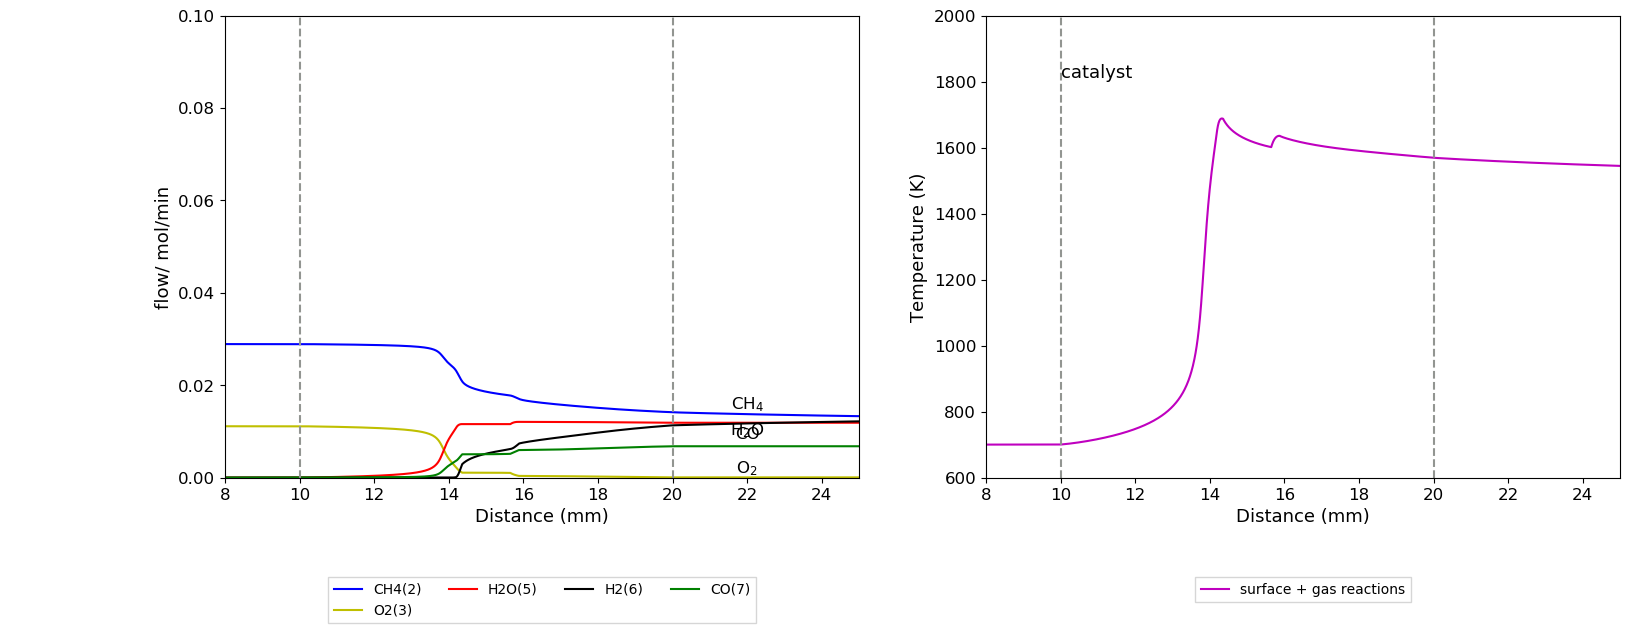 0.10
0.08
0.06
0.04
0.02
0.00
flow/ mol/min
8 10 12 14 16 18 20 22 24
Distance (mm)
CH₄
H₂O
CO
O₂
CH4(2) H2O(5) H2(6) CO(7)
O2(3)
2000
1800
1600
1400
1200
1000
800
600
Temperature (K)
catalyst
8 10 12 14 16 18 20 22 24
Distance (mm)
surface + gas reactions